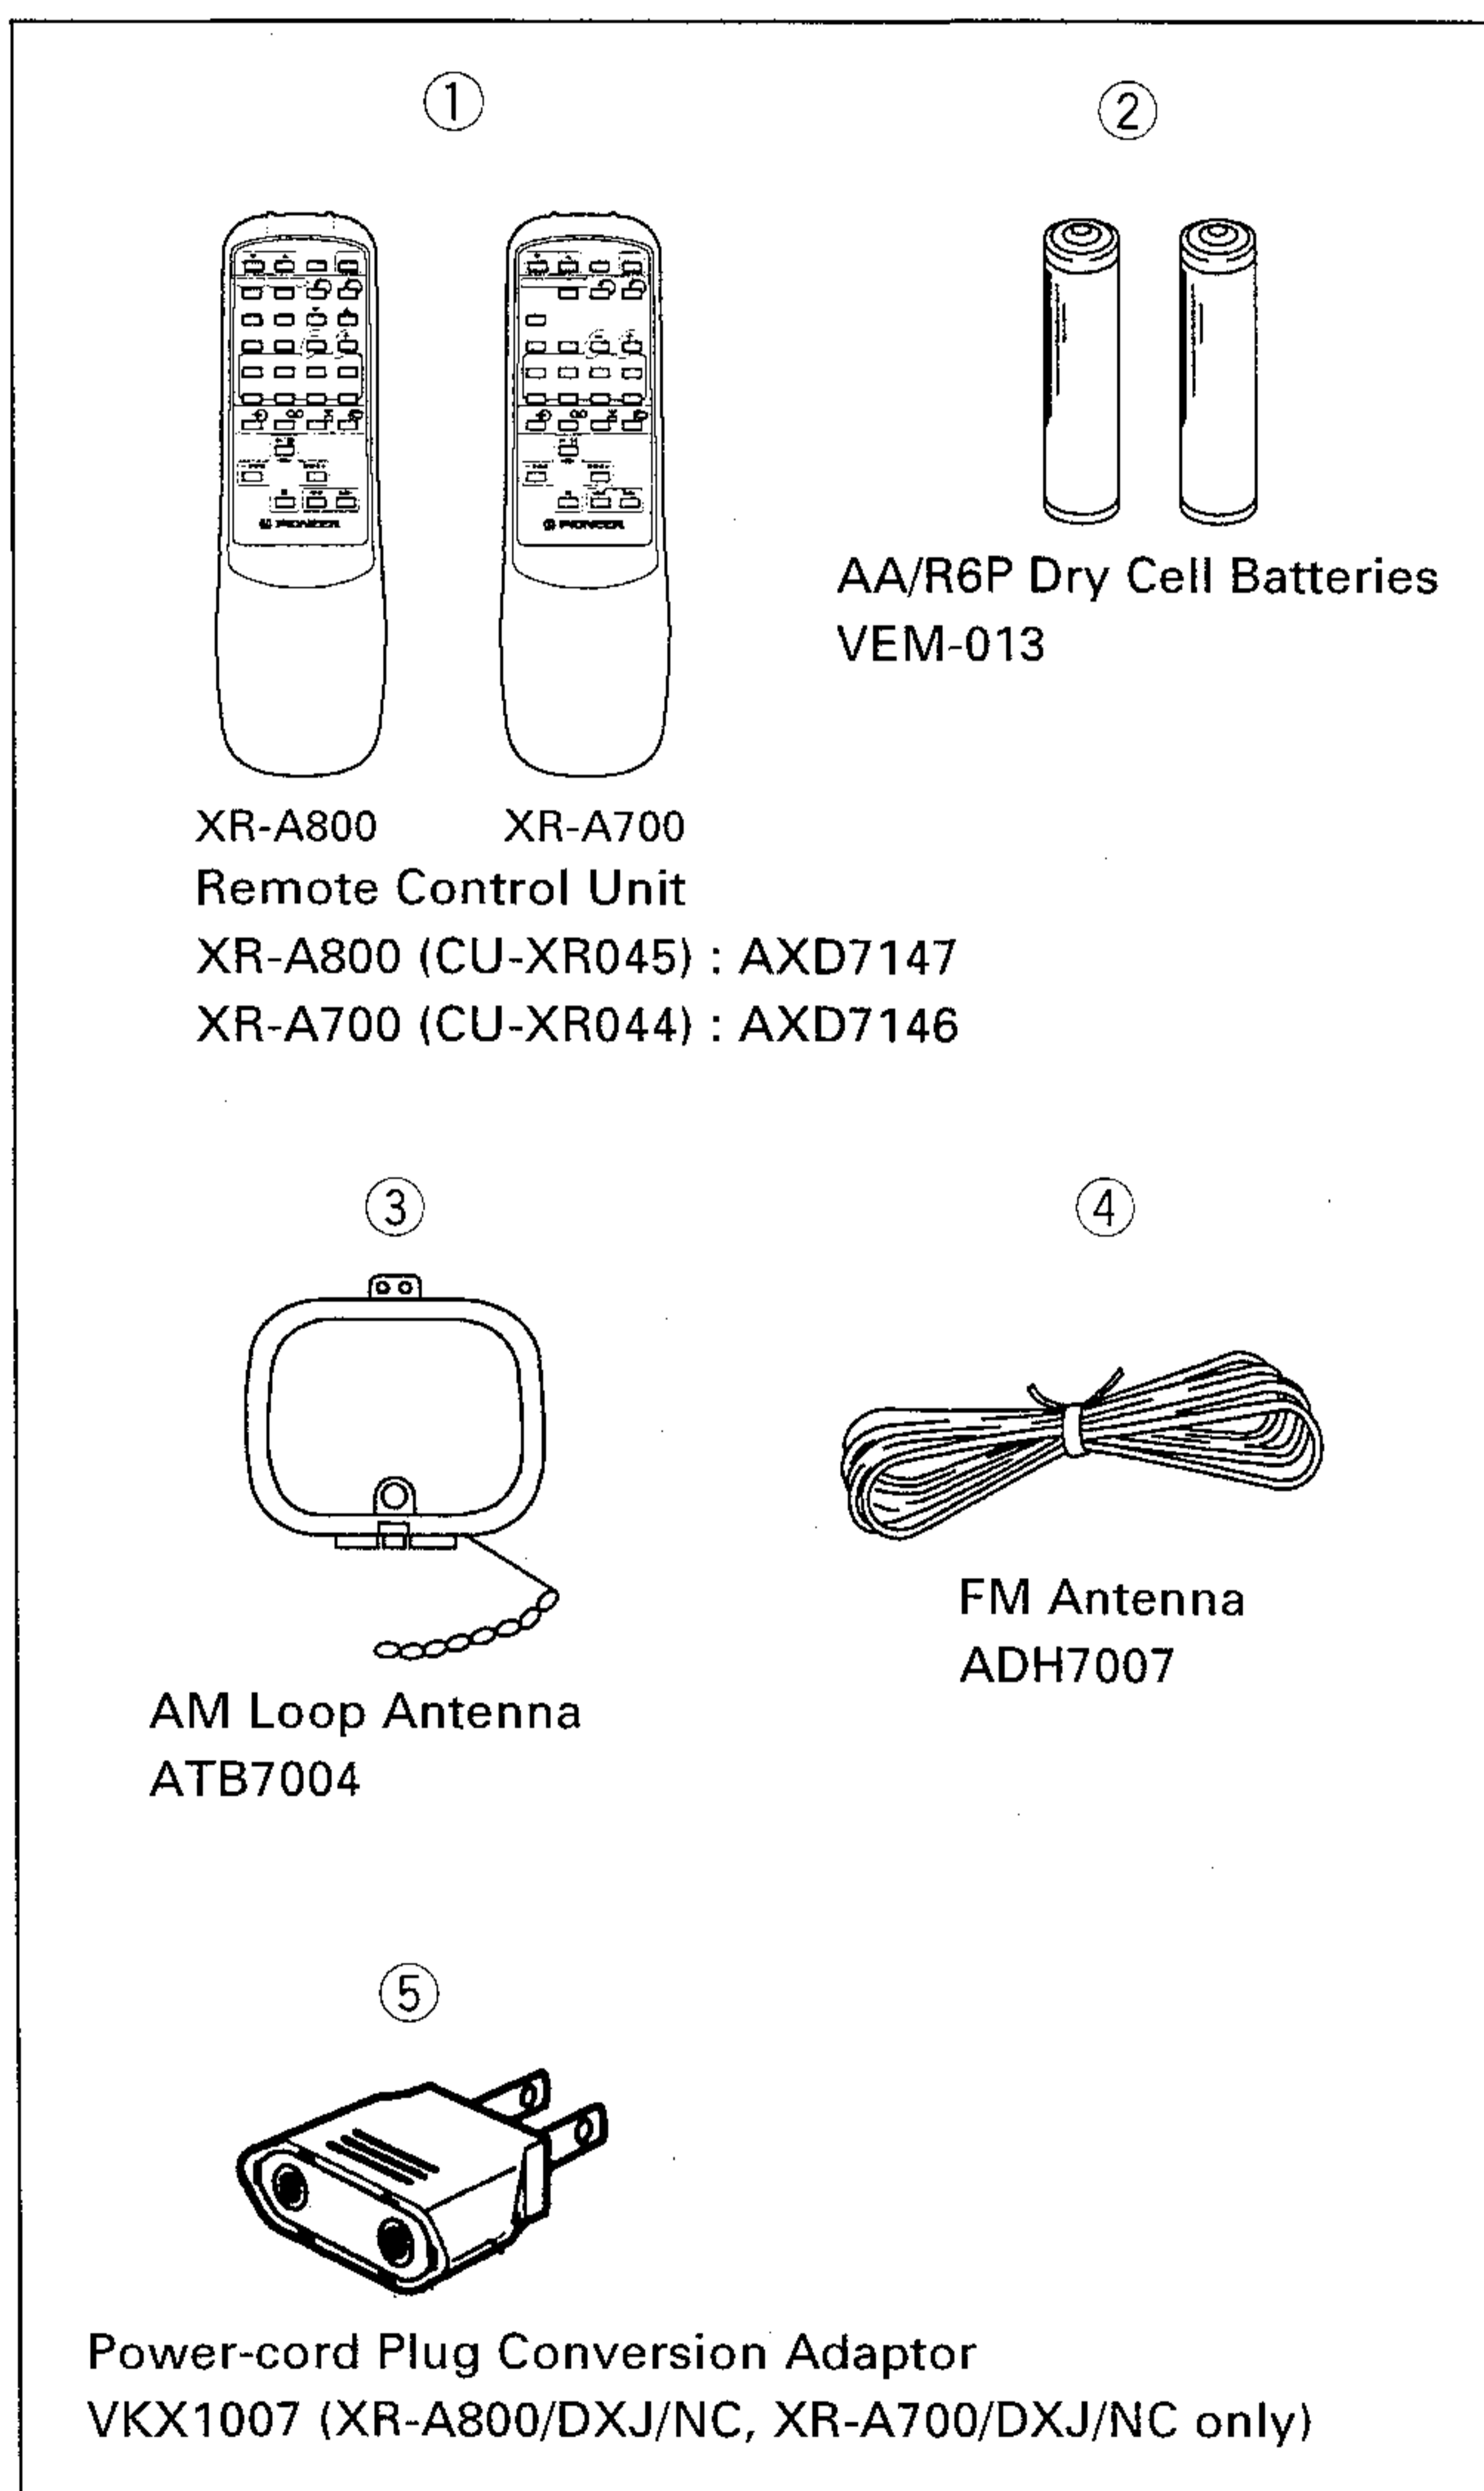 ①
②
PIONEER
PIONEER
AA/R6P Dry Cell Batteries
VEM-013
XR-A800
XR-A700
Remote Control Unit
XR-A800 (CU-XR045) : AXD7147
XR-A700 (CU-XR044) : AXD7146
③
④
FM Antenna
ADH7007
AM Loop Antenna
ATB7004
⑤
Power-cord Plug Conversion Adaptor
VKX1007 (XR-A800/DXJ/NC, XR-A700/DXJ/NC only)